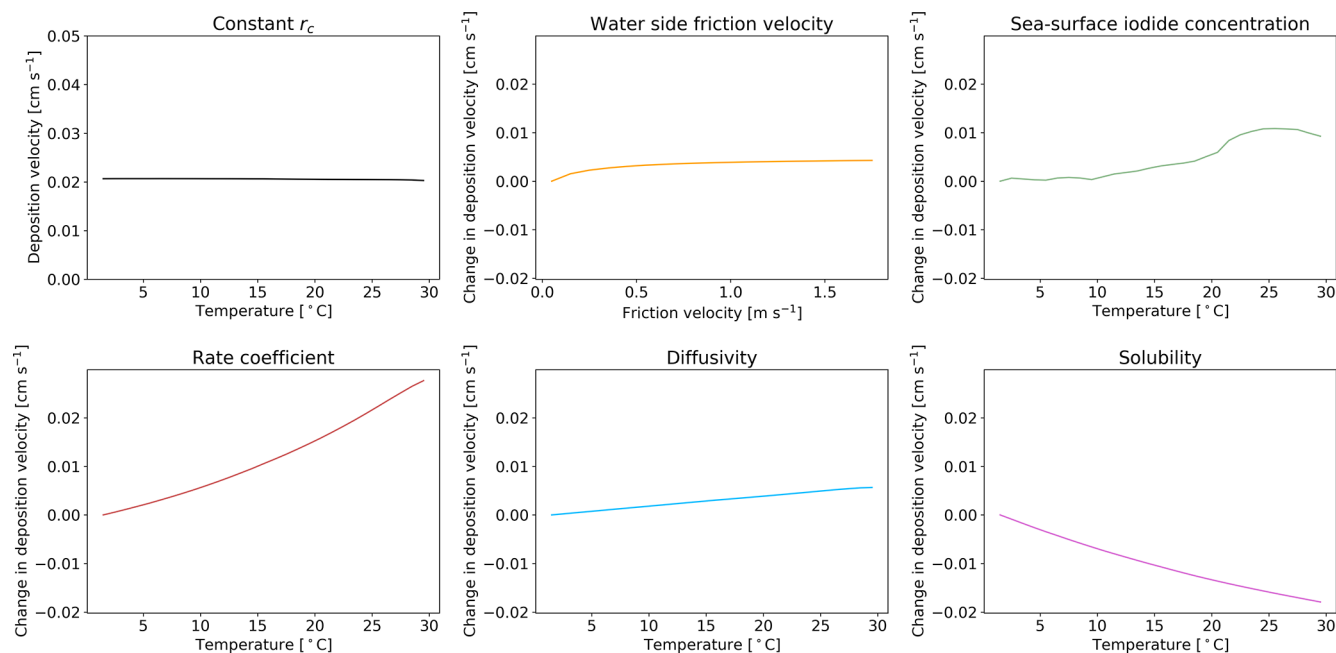 Constant r_c
Deposition velocity [cm s⁻¹]
0.05
0.04
0.03
0.02
0.01
0.00
5 10 15 20 25 30
Temperature [°C]
Water side friction velocity
Change in deposition velocity [cm s⁻¹]
0.02
0.01
0.00
−0.01
−0.02
0.0 0.5 1.0 1.5
Friction velocity [m s⁻¹]
Sea-surface iodide concentration
Change in deposition velocity [cm s⁻¹]
0.02
0.01
0.00
−0.01
−0.02
5 10 15 20 25 30
Temperature [°C]
Rate coefficient
Change in deposition velocity [cm s⁻¹]
0.02
0.01
0.00
−0.01
−0.02
5 10 15 20 25 30
Temperature [°C]
Diffusivity
Change in deposition velocity [cm s⁻¹]
0.02
0.01
0.00
−0.01
−0.02
5 10 15 20 25 30
Temperature [°C]
Solubility
Change in deposition velocity [cm s⁻¹]
0.02
0.01
0.00
−0.01
−0.02
5 10 15 20 25 30
Temperature [°C]